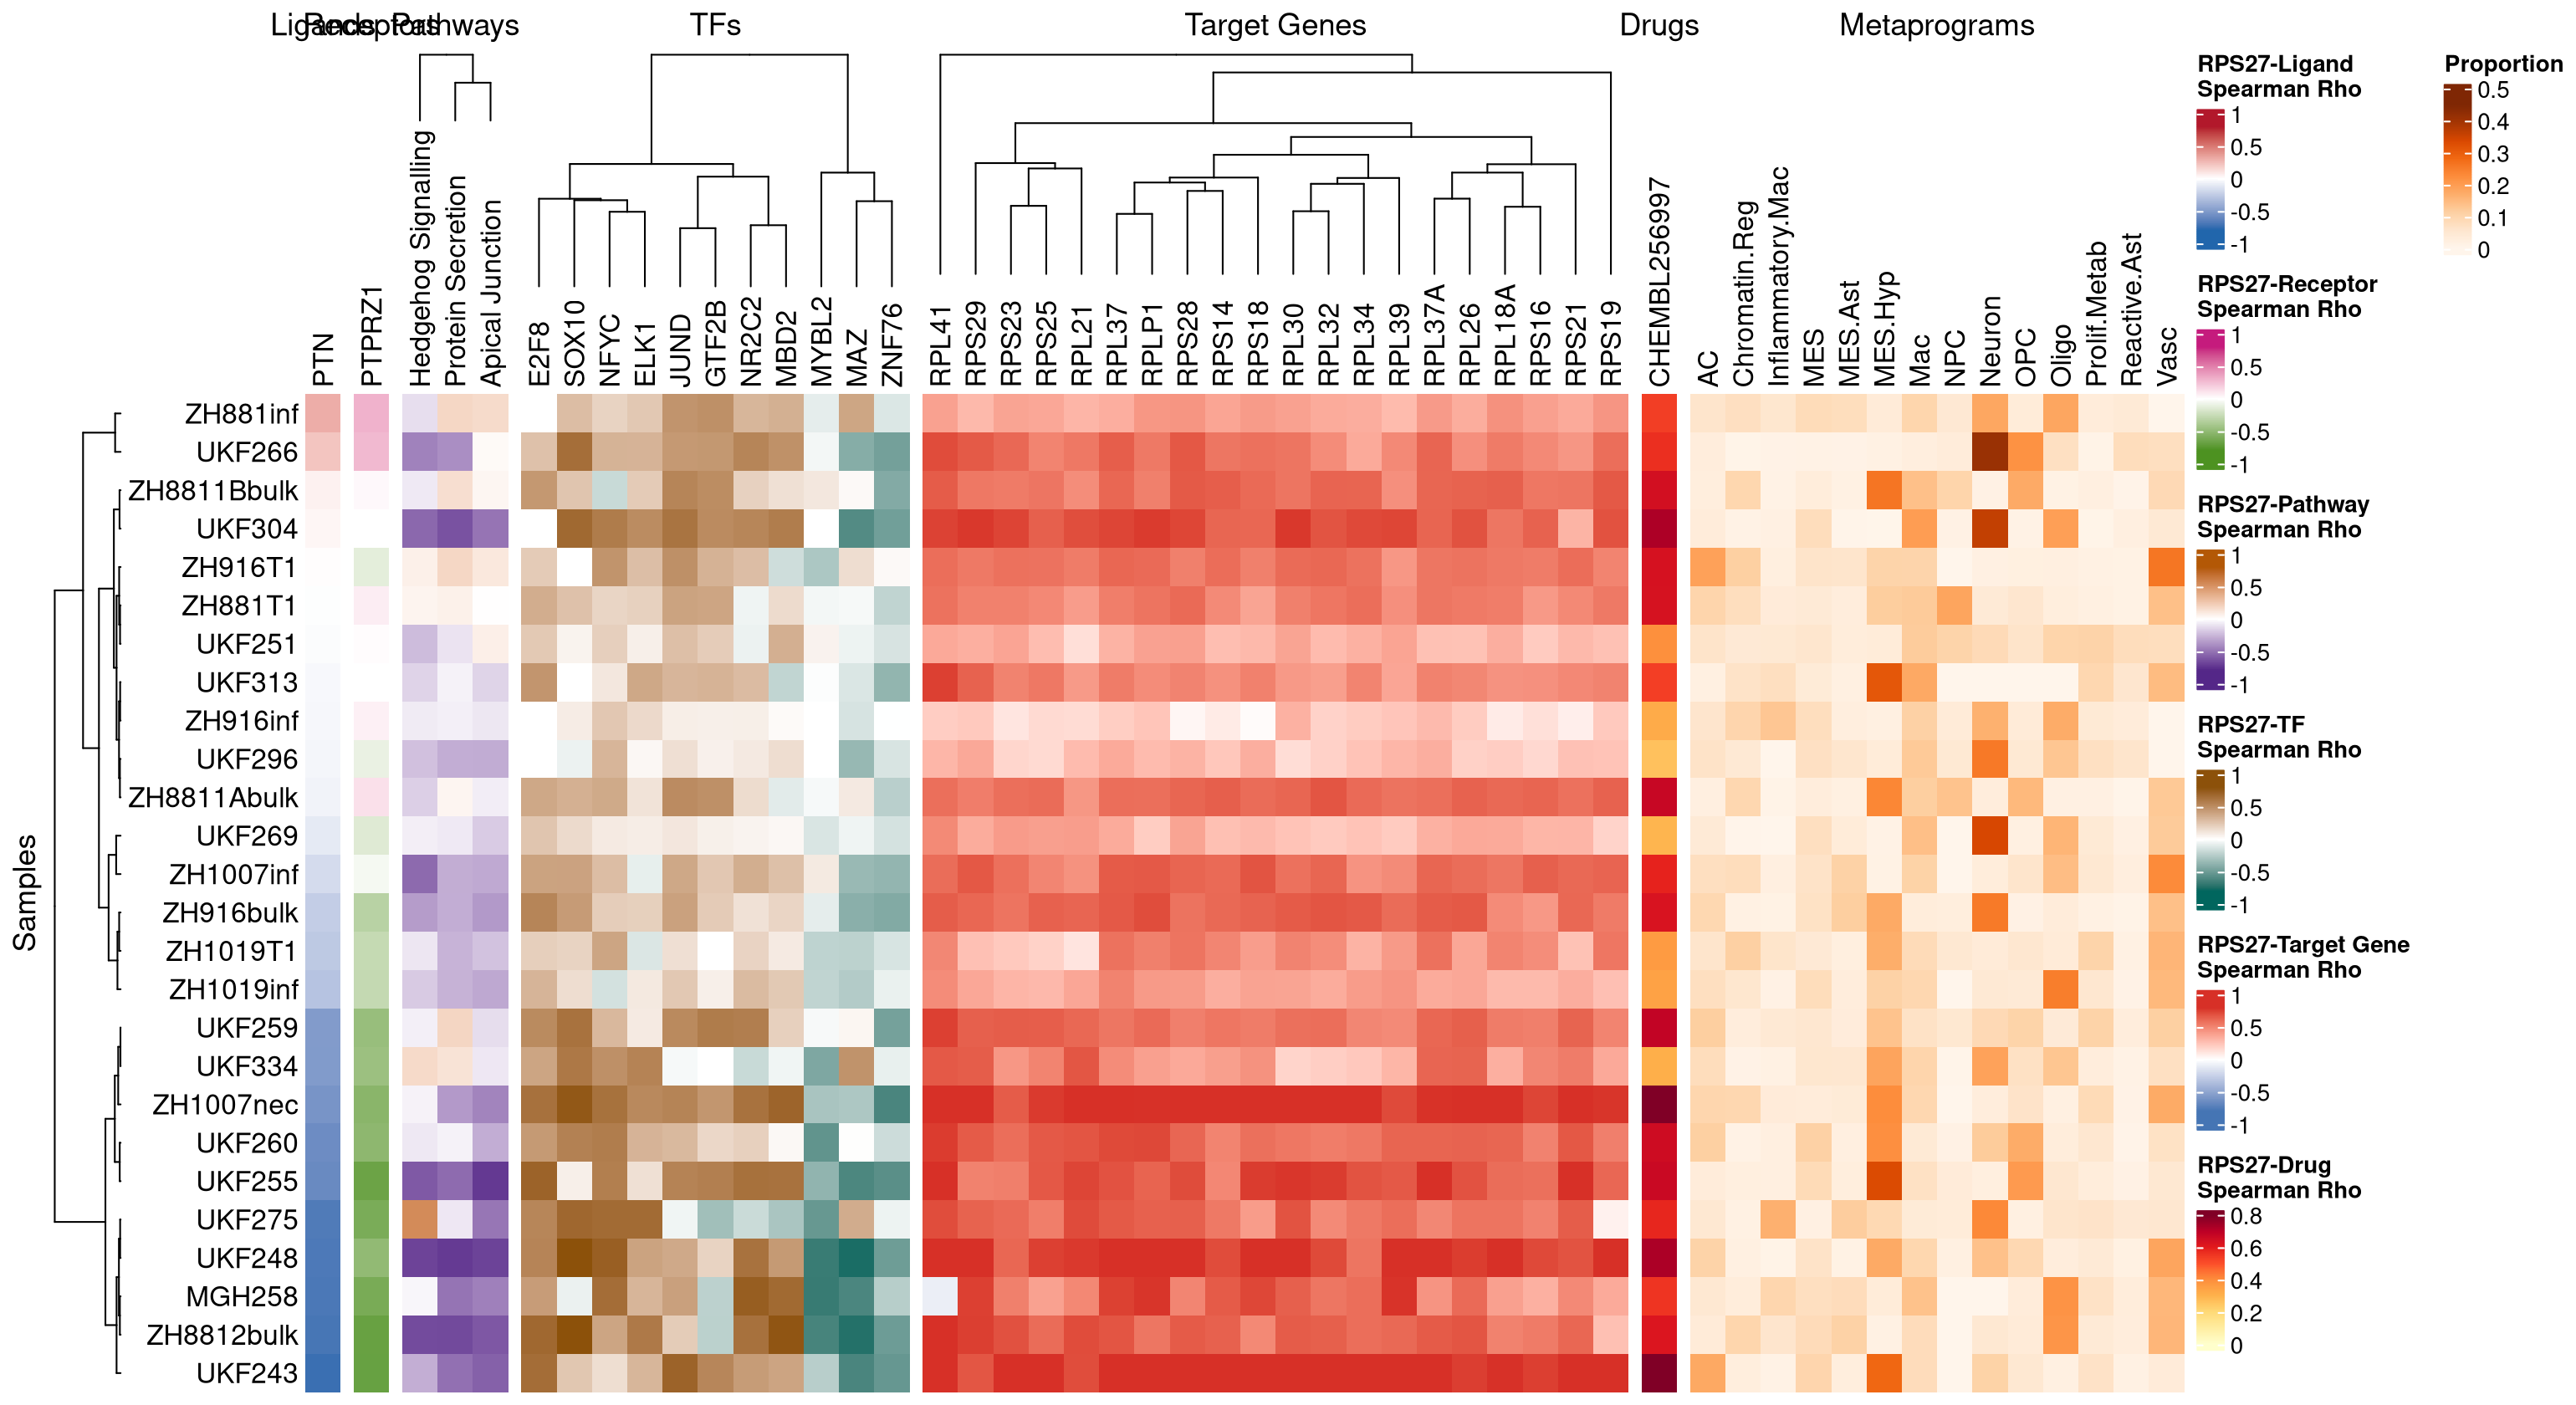 Ligands
Receptors
Pathways
TFs
Target Genes
Drugs
Metaprograms
PTN
PTPRZ1
Hedgehog Signalling
Protein Secretion
Apical Junction
E2F8
SOX10
NFYC
ELK1
JUND
GTF2B
NR2C2
MBD2
MYBL2
MAZ
ZNF76
RPL41
RPS29
RPS23
RPS25
RPL21
RPL37
RPLP1
RPS28
RPS14
RPS18
RPL30
RPL32
RPL34
RPL39
RPL37A
RPL26
RPL18A
RPS16
RPS21
RPS19
CHEMBL256997
AC
Chromatin.Reg
Inflammatory.Mac
MES
MES.Ast
MES.Hyp
Mac
NPC
Neuron
OPC
Oligo
Prolif.Metab
Reactive.Ast
Vasc
Samples
ZH881inf
UKF266
ZH8811Bbulk
UKF304
ZH916T1
ZH881T1
UKF251
UKF313
ZH916inf
UKF296
ZH8811Abulk
UKF269
ZH1007inf
ZH916bulk
ZH1019T1
ZH1019inf
UKF259
UKF334
ZH1007nec
UKF260
UKF255
UKF275
UKF248
MGH258
ZH8812bulk
UKF243
RPS27-Ligand
Spearman Rho
1
0.5
0
-0.5
-1
RPS27-Receptor
Spearman Rho
1
0.5
0
-0.5
-1
RPS27-Pathway
Spearman Rho
1
0.5
0
-0.5
-1
RPS27-TF
Spearman Rho
1
0.5
0
-0.5
-1
RPS27-Target Gene
Spearman Rho
1
0.5
0
-0.5
-1
RPS27-Drug
Spearman Rho
0.8
0.6
0.4
0.2
0
Proportion
0.5
0.4
0.3
0.2
0.1
0